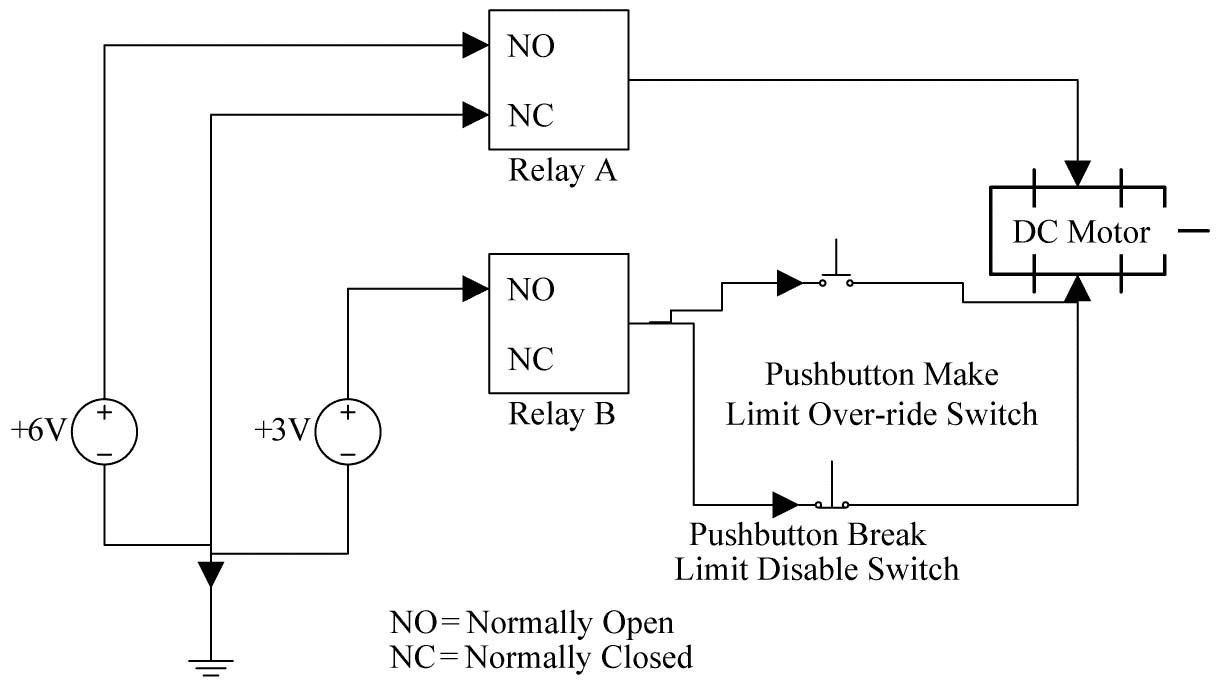 NO
NC
Relay A
DC Motor
NO
NC
Relay B
+6V
+
−
+3V
+
−
Pushbutton Make
Limit Over-ride Switch
Pushbutton Break
Limit Disable Switch
NO=Normally Open
NC=Normally Closed